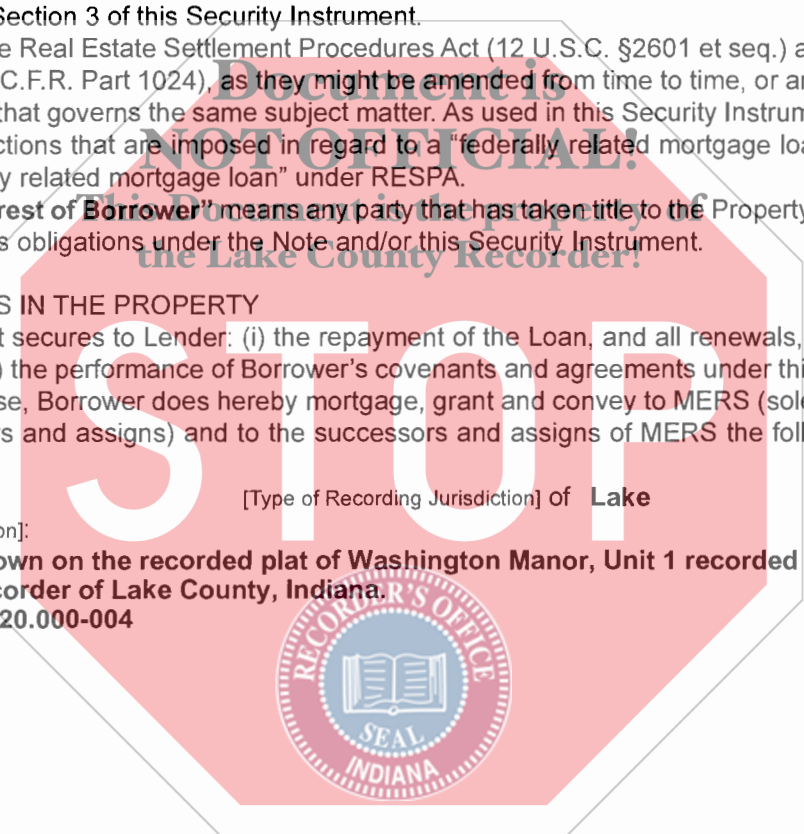 Section 3 of this Security Instrument.
e Real Estate Settlement Procedures Act (12 U.S.C. §2601 et seq.) a
C.F.R. Part 1024), as they might be amended from time to time, or an
Document is
that governs the same subject matter. As used in this Security Instrum
NOT OFFICIAL!
ctions that are imposed in regard to a “federally related mortgage loa
y related mortgage loan” under RESPA.
This Document is the property of
rest of Borrower” means any party that has taken title to the Property
s obligations under the Note and/or this Security Instrument.
the Lake County Recorder!
S IN THE PROPERTY
t secures to Lender: (i) the repayment of the Loan, and all renewals,
) the performance of Borrower’s covenants and agreements under thi
se, Borrower does hereby mortgage, grant and convey to MERS (sole
rs and assigns) and to the successors and assigns of MERS the foll
STOP
[Type of Recording Jurisdiction] of Lake
on]:
own on the recorded plat of Washington Manor, Unit 1 recorded
corder of Lake County, Indiana.
20.000-004
RECORDER'S OFFICE
SEAL
INDIANA